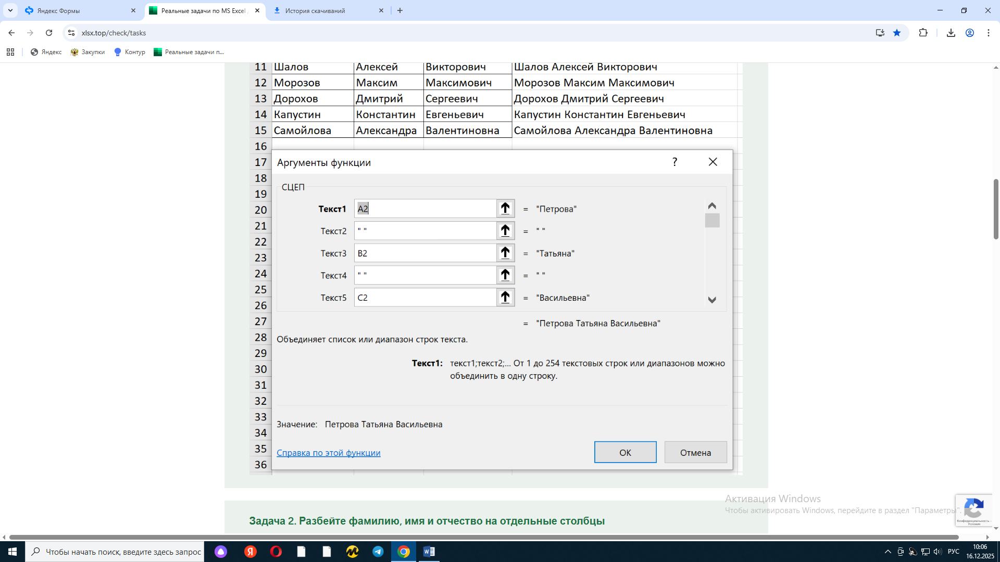 Яндекс Формы
Реальные задачи по MS Excel
История скачиваний
xlsx.top/check/tasks
Яндекс
Закупки
Контур
Реальные задачи п...
11 Шалов Алексей Викторович Шалов Алексей Викторович
12 Морозов Максим Максимович Морозов Максим Максимович
13 Дорохов Дмитрий Сергеевич Дорохов Дмитрий Сергеевич
14 Капустин Константин Евгеньевич Капустин Константин Евгеньевич
15 Самойлова Александра Валентиновна Самойлова Александра Валентиновна
16
17
18
19
20
21
22
23
24
25
26
27
28
29
30
31
32
33
34
35
36
Аргументы функции ?
СЦЕП
Текст1 A2 = "Петрова"
Текст2 " " = " "
Текст3 B2 = "Татьяна"
Текст4 " " = " "
Текст5 C2 = "Васильевна"
= "Петрова Татьяна Васильевна"
Объединяет список или диапазон строк текста.
Текст1: текст1;текст2;... От 1 до 254 текстовых строк или диапазонов можно
объединить в одну строку.
Значение: Петрова Татьяна Васильевна
Справка по этой функции
ОК
Отмена
Задача 2. Разбейте фамилию, имя и отчество на отдельные столбцы
Активация Windows
Чтобы активировать Windows, перейдите в раздел "Параметры".
Конфиденциальность -
Условия
Чтобы начать поиск, введите здесь запрос
РУС
10:06
16.12.2025